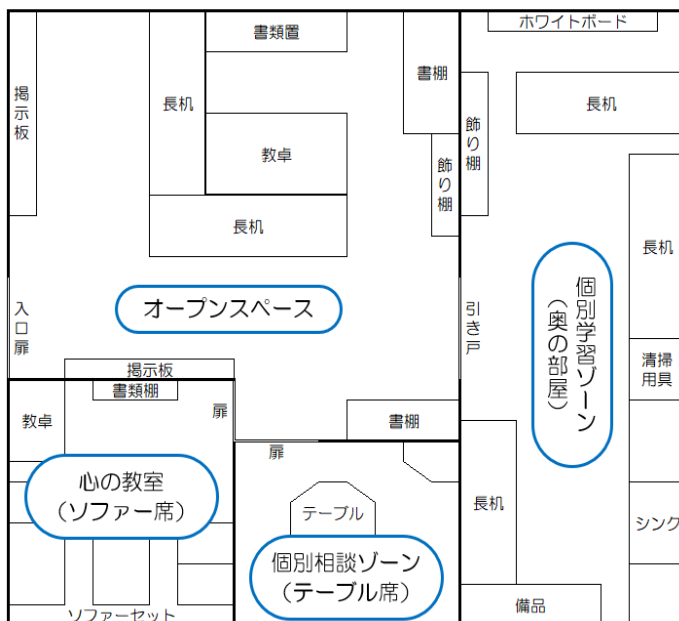 書類置
ホワイトボード
書棚
掲示板
長机
長机
飾り棚
教卓
飾り棚
長机
長机
個別学習ゾーン
（奥の部屋）
オープンスペース
入口扉
引き戸
掲示板
清掃
用具
書類棚
扉
書棚
教卓
扉
心の教室
（ソファー席）
テーブル
長机
シンク
個別相談ゾーン
（テーブル席）
備品
ソファーセット